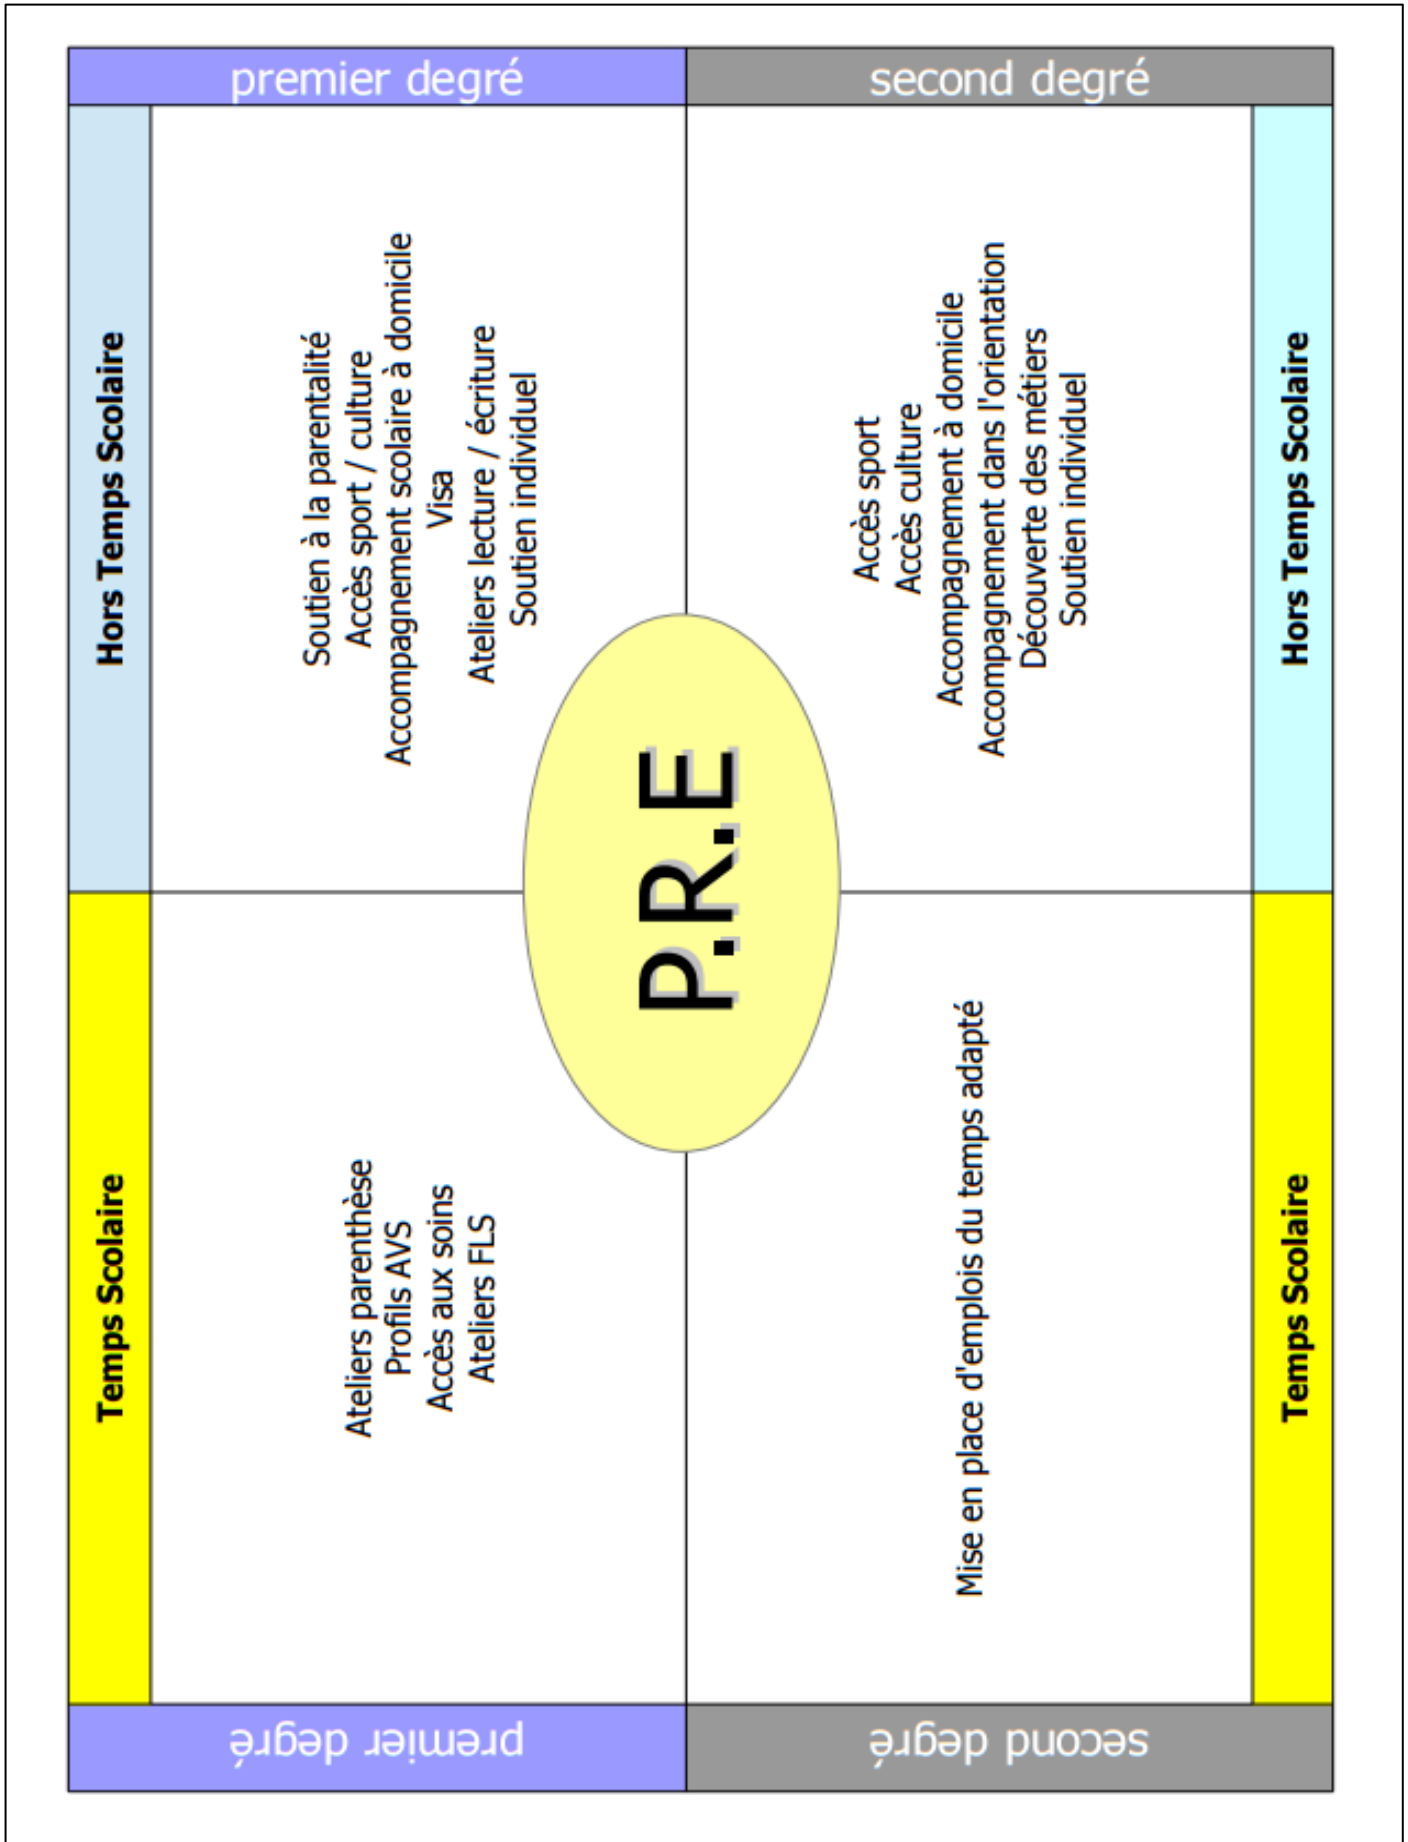 premier degré
second degré
Hors Temps Scolaire
Soutien à la parentalité
Accès sport / culture
Accompagnement scolaire à domicile
Visa
Ateliers lecture / écriture
Soutien individuel
Accès sport
Accès culture
Accompagnement à domicile
Accompagnement dans l'orientation
Découverte des métiers
Soutien individuel
Hors Temps Scolaire
P.R.E
Temps Scolaire
Ateliers parenthèse
Profils AVS
Accès aux soins
Ateliers FLS
Mise en place d'emplois du temps adapté
Temps Scolaire
premier degré
second degré